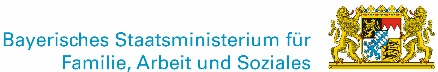 Bayerisches Staatsministerium für
Familie, Arbeit und Soziales